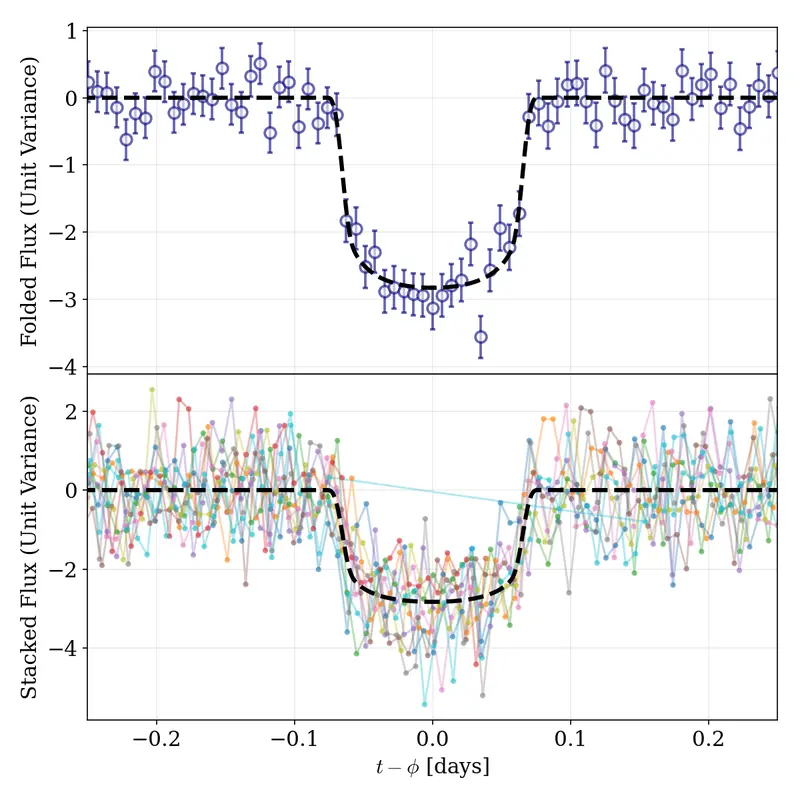 Folded Flux (Unit Variance)
1
0
−1
−2
−3
−4
Stacked Flux (Unit Variance)
2
0
−2
−4
−0.2 −0.1 0.0 0.1 0.2
t − ϕ [days]